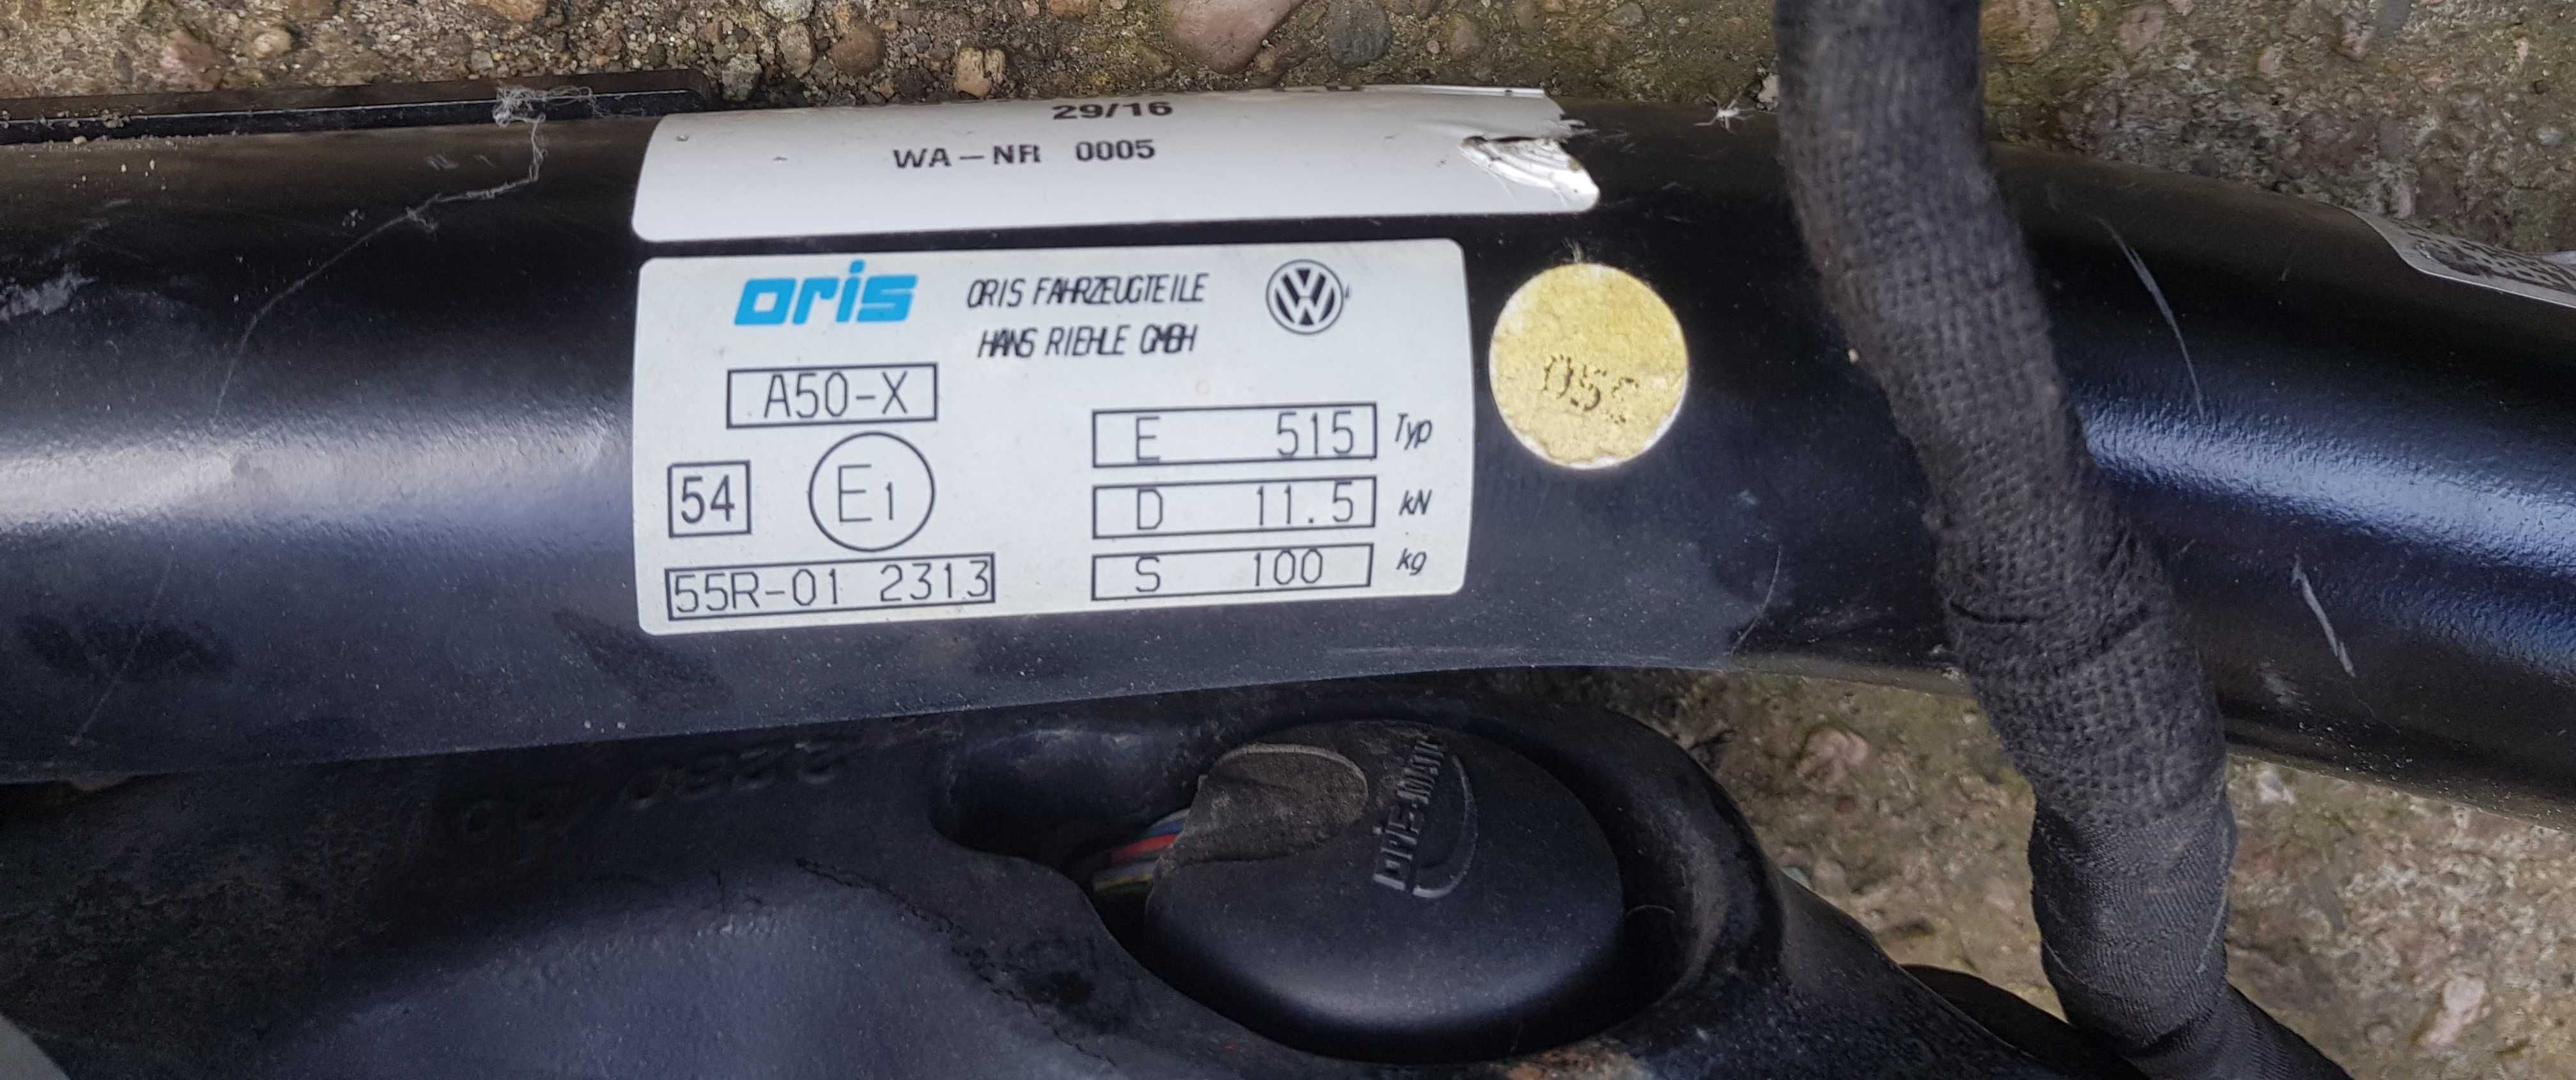 29/16
WA-NR 0005
oris
ORIS FAHRZEUGTEILE
HANS RIEHLE GMBH
A50-X
E 515 Typ
54
E1
D 11.5 kN
55R-01 2313
S 100 kg